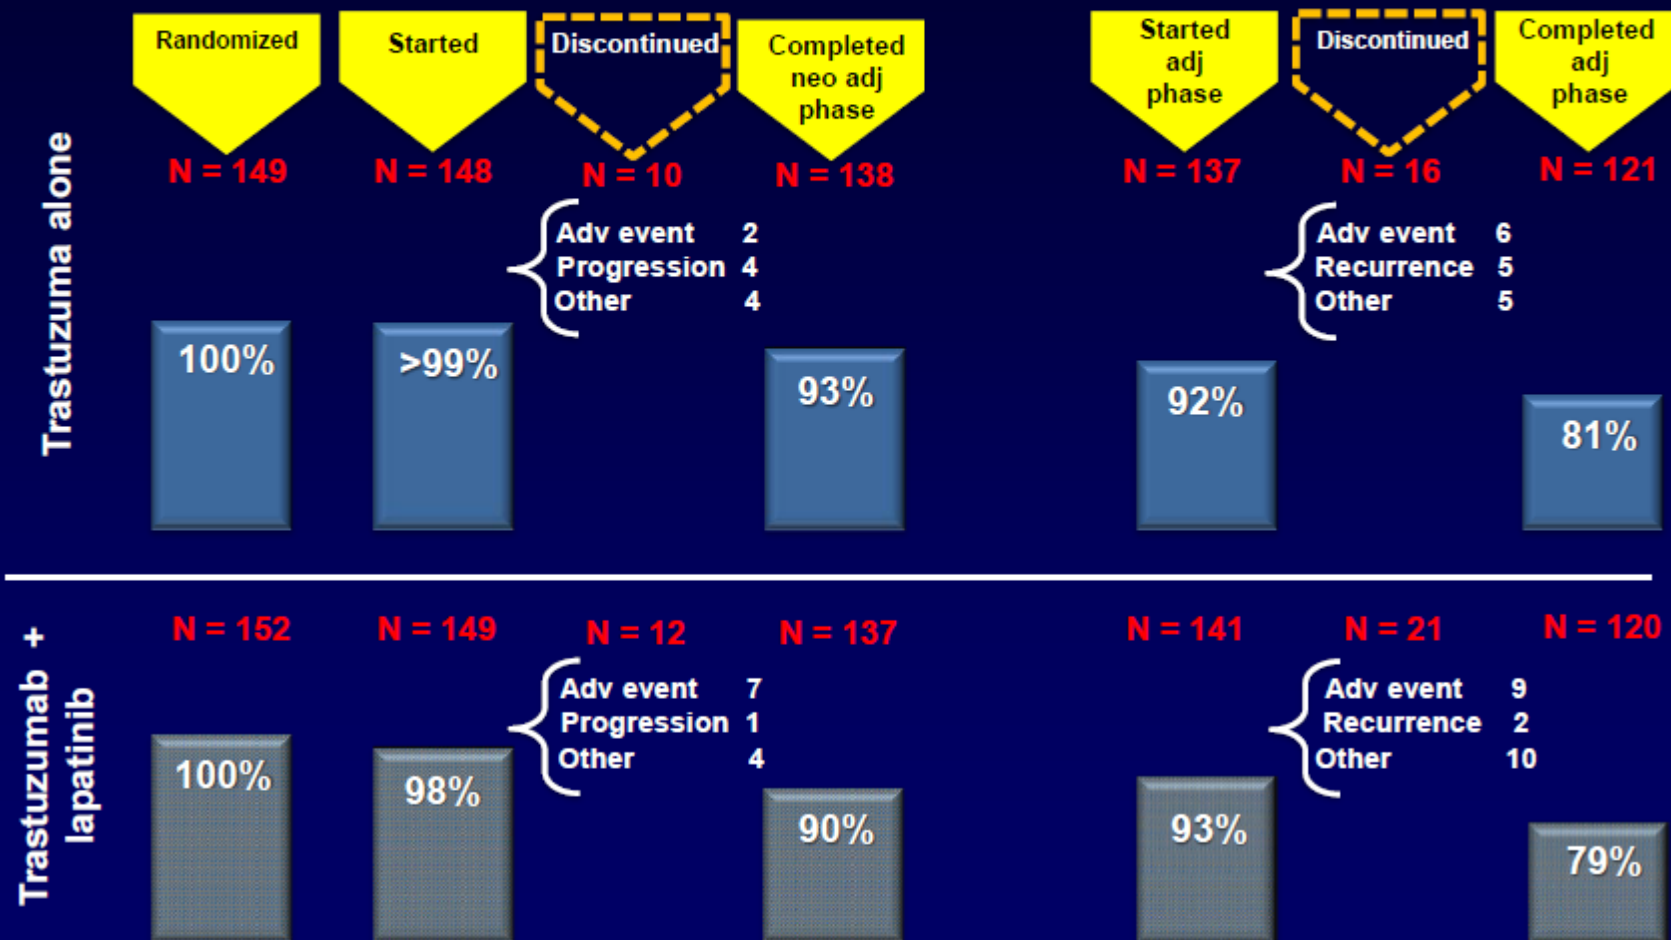 Randomized
Started
Discontinued
Completed
neo adj
phase
Started
adj
phase
Discontinued
Completed
adj
phase
Trastuzuma alone
N = 149
N = 148
N = 10
N = 138
N = 137
N = 16
N = 121
Adv event 2
Progression 4
Other 4
Adv event 6
Recurrence 5
Other 5
100%
>99%
93%
92%
81%
Trastuzumab +
lapatinib
N = 152
N = 149
N = 12
N = 137
N = 141
N = 21
N = 120
Adv event 7
Progression 1
Other 4
Adv event 9
Recurrence 2
Other 10
100%
98%
90%
93%
79%